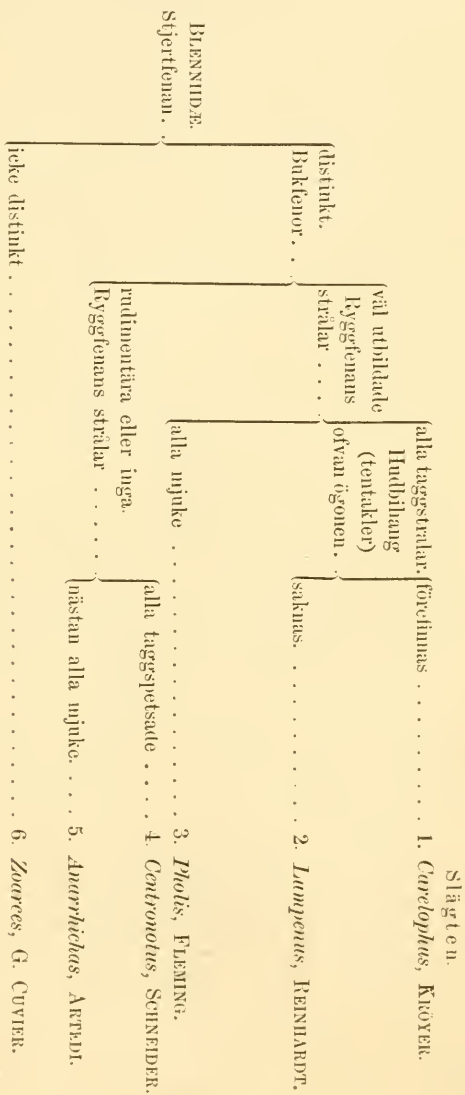 Slägten.
BLENNIIDÆ.
Stjertfenan. .
distinkt.
Bukfenor. . .
väl utbildade
Ryggfenans
strålar . . . .
alla taggstrålar.
Hudbihang
(tentakler)
ofvan ögonen. .
förefinnas . . . . . . . . . 1. Carelophus, KRÖYER.
saknas. . . . . . . . . . 2. Lumpenus, REINHARDT.
alla mjuke . . . . . . . . . . . . . . . . . 3. Pholis, FLEMING.
rudimentära eller inga.
Ryggfenans strålar . . . . . .
alla taggspetsade . . . . 4. Centronotus, SCHNEIDER.
nästan alla mjuke. . . . 5. Anarrhichas, ARTEDI.
icke distinkt . . . . . . . . . . . . . . . . . . . . . . . . . . 6. Zoarces, G. CUVIER.